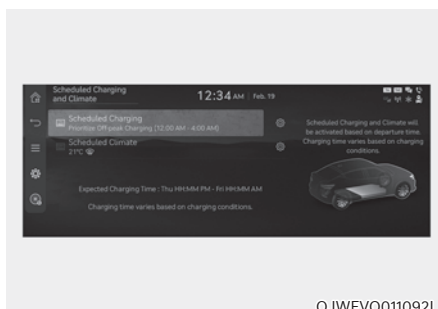 Scheduled Charging
and Climate
12:34 AM Feb. 19
Scheduled Charging
Prioritize Off-peak Charging [12:00 AM - 4:00 AM]
Scheduled Climate
21°C
Expected Charging Time : Thu HH:MM PM - Fri HH:MM AM
Charging time varies based on charging conditions.
Scheduled Charging and Climate will
be activated based on departure time.
Charging time varies based on charging
conditions.